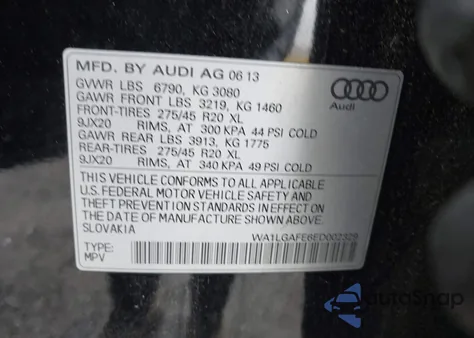 MFD. BY AUDI AG 06 13
GVWR LBS 6790, KG 3080
GAWR FRONT LBS 3219, KG 1460
FRONT-TIRES 275/45 R20 XL
9JX20 RIMS, AT 300 KPA 44 PSI COLD
GAWR REAR LBS 3913, KG 1775
REAR-TIRES 275/45 R20 XL
9JX20 RIMS, AT 340 KPA 49 PSI COLD
Audi
THIS VEHICLE CONFORMS TO ALL APPLICABLE
U.S. FEDERAL MOTOR VEHICLE SAFETY AND
THEFT PREVENTION STANDARDS IN EFFECT ON
THE DATE OF MANUFACTURE SHOWN ABOVE
SLOVAKIA
WA1LGAFE6ED002329
TYPE:
MPV
autoSnap